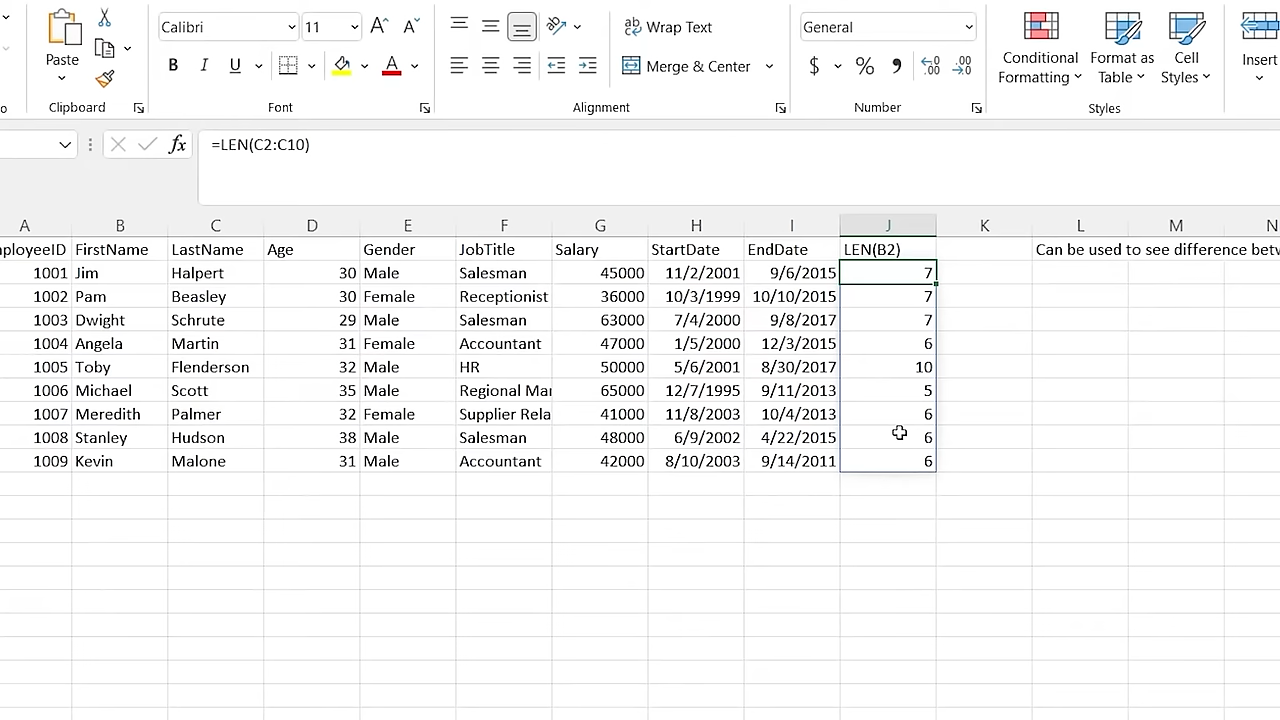 Calibri 11 Wrap Text General
Paste B I U Merge & Center $ % Conditional Formatting Format as Table Cell Styles Insert
Clipboard Font Alignment Number Styles
fx =LEN(C2:C10)
A B C D E F G H I J K L M N
mployeeID FirstName LastName Age Gender JobTitle Salary StartDate EndDate LEN(B2) Can be used to see difference betw
1001 Jim Halpert 30 Male Salesman 45000 11/2/2001 9/6/2015 7
1002 Pam Beasley 30 Female Receptionist 36000 10/3/1999 10/10/2015 7
1003 Dwight Schrute 29 Male Salesman 63000 7/4/2000 9/8/2017 7
1004 Angela Martin 31 Female Accountant 47000 1/5/2000 12/3/2015 6
1005 Toby Flenderson 32 Male HR 50000 5/6/2001 8/30/2017 10
1006 Michael Scott 35 Male Regional Mar 65000 12/7/1995 9/11/2013 5
1007 Meredith Palmer 32 Female Supplier Rela 41000 11/8/2003 10/4/2013 6
1008 Stanley Hudson 38 Male Salesman 48000 6/9/2002 4/22/2015 6
1009 Kevin Malone 31 Male Accountant 42000 8/10/2003 9/14/2011 6